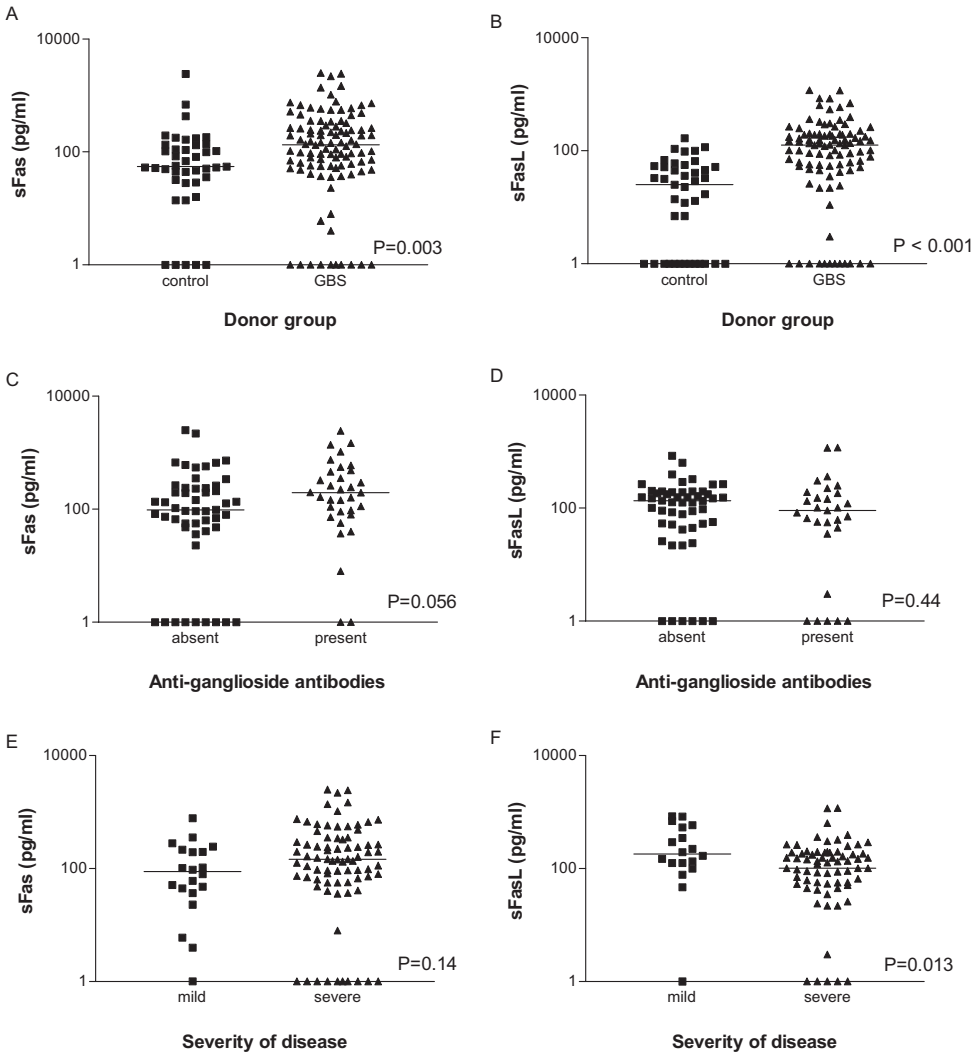 A
10000
100
1
sFas (pg/ml)
P=0.003
control GBS
Donor group
B
10000
100
1
sFasL (pg/ml)
P < 0.001
control GBS
Donor group
C
10000
100
1
sFas (pg/ml)
P=0.056
absent present
Anti-ganglioside antibodies
D
10000
100
1
sFasL (pg/ml)
P=0.44
absent present
Anti-ganglioside antibodies
E
10000
100
1
sFas (pg/ml)
P=0.14
mild severe
Severity of disease
F
10000
100
1
sFasL (pg/ml)
P=0.013
mild severe
Severity of disease